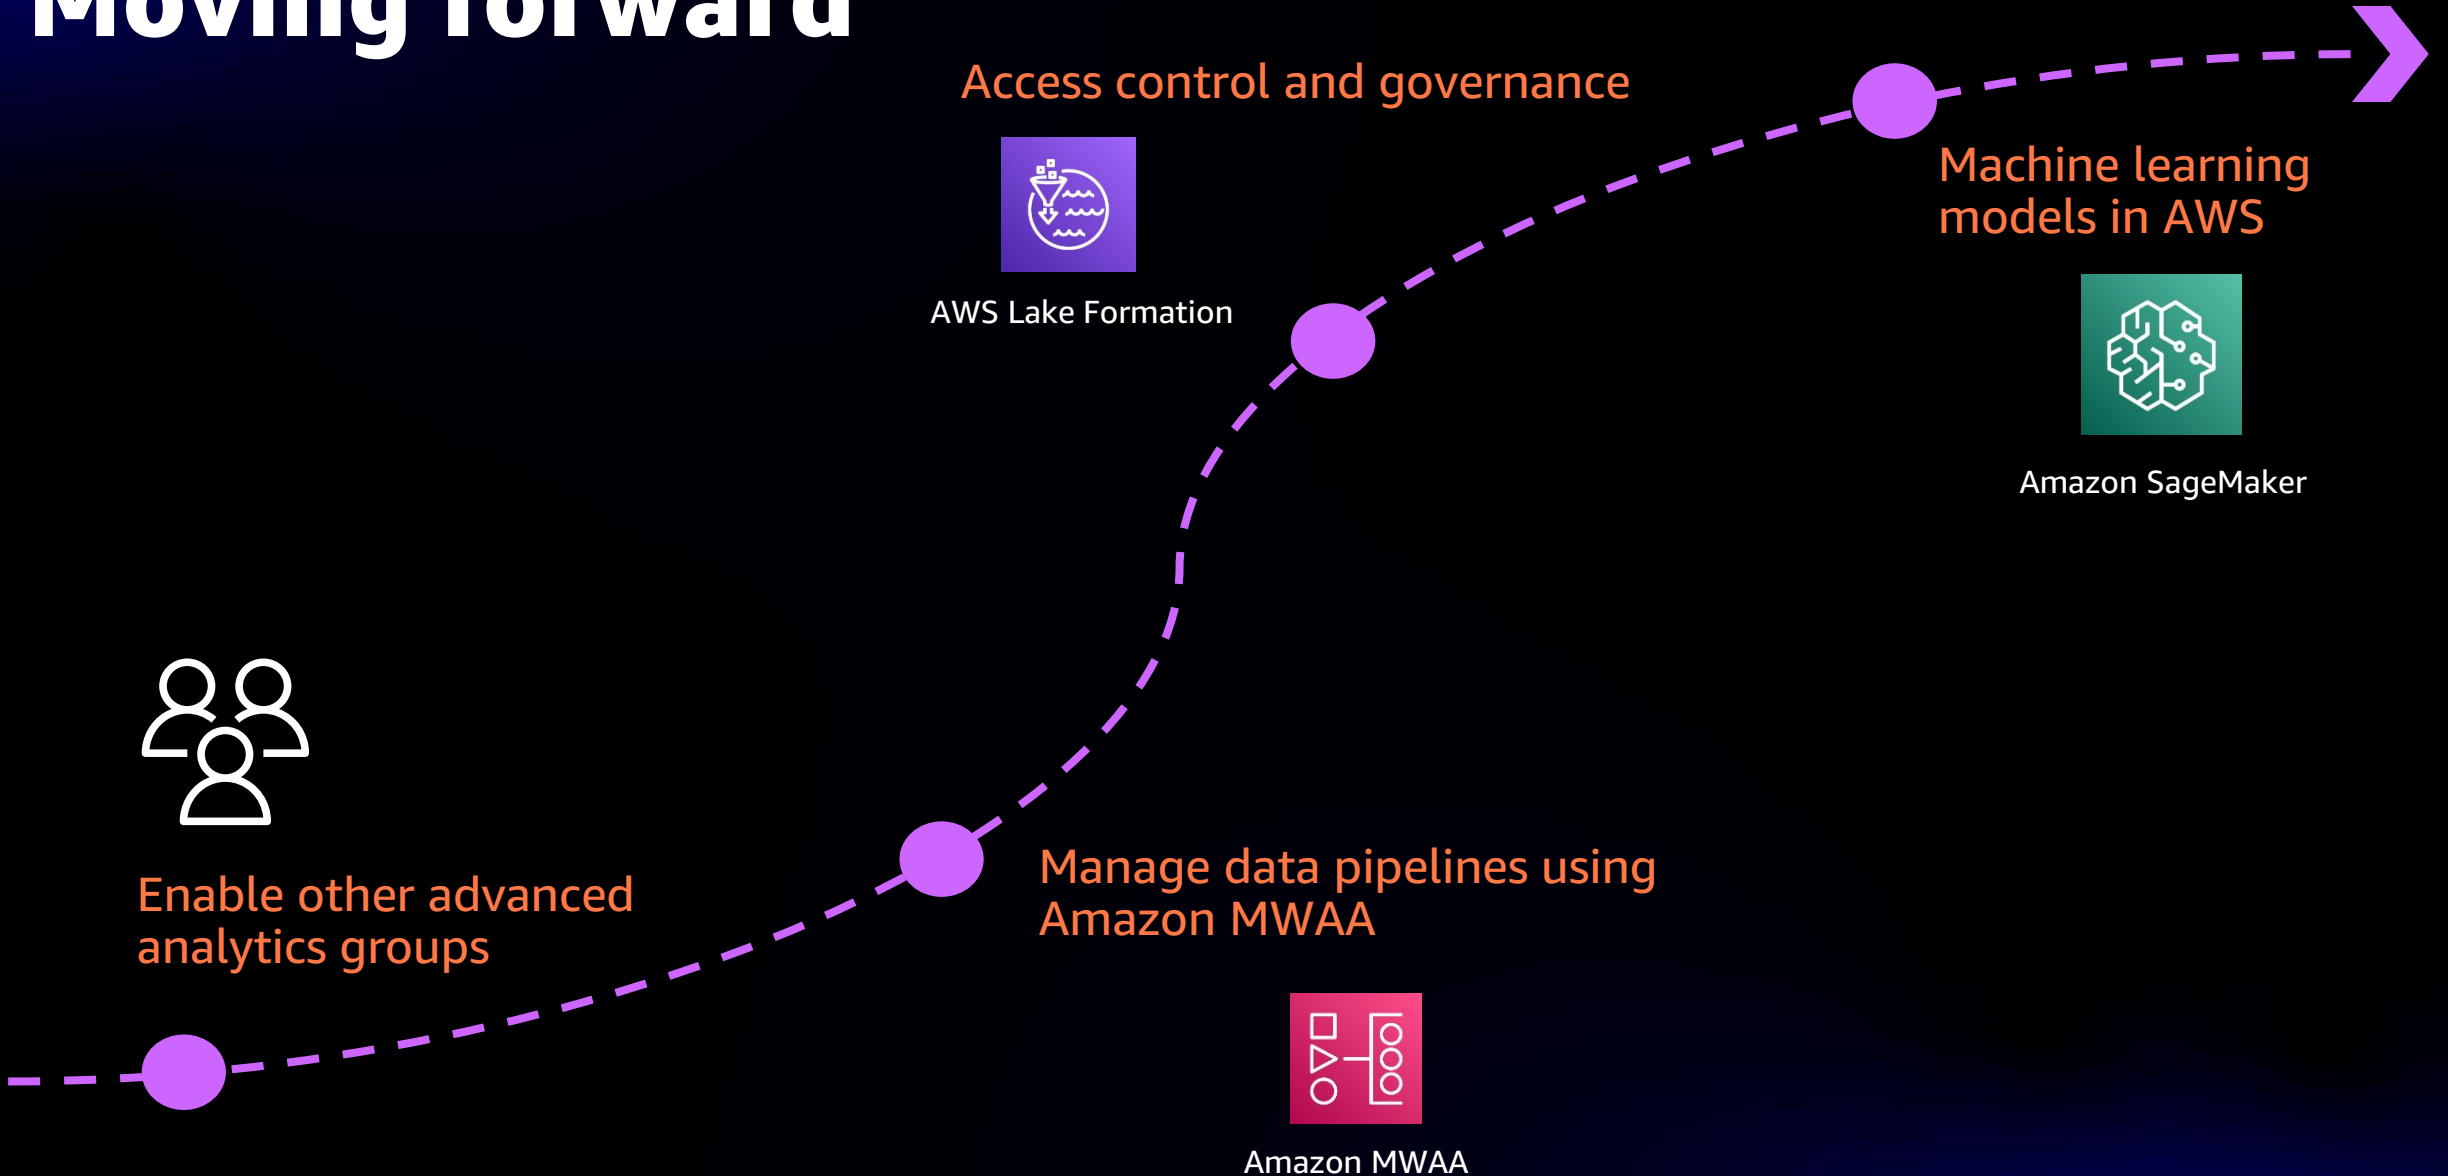 Moving forward
Access control and governance
AWS Lake Formation
Machine learning
models in AWS
Amazon SageMaker
Enable other advanced
analytics groups
Manage data pipelines using
Amazon MWAA
Amazon MWAA